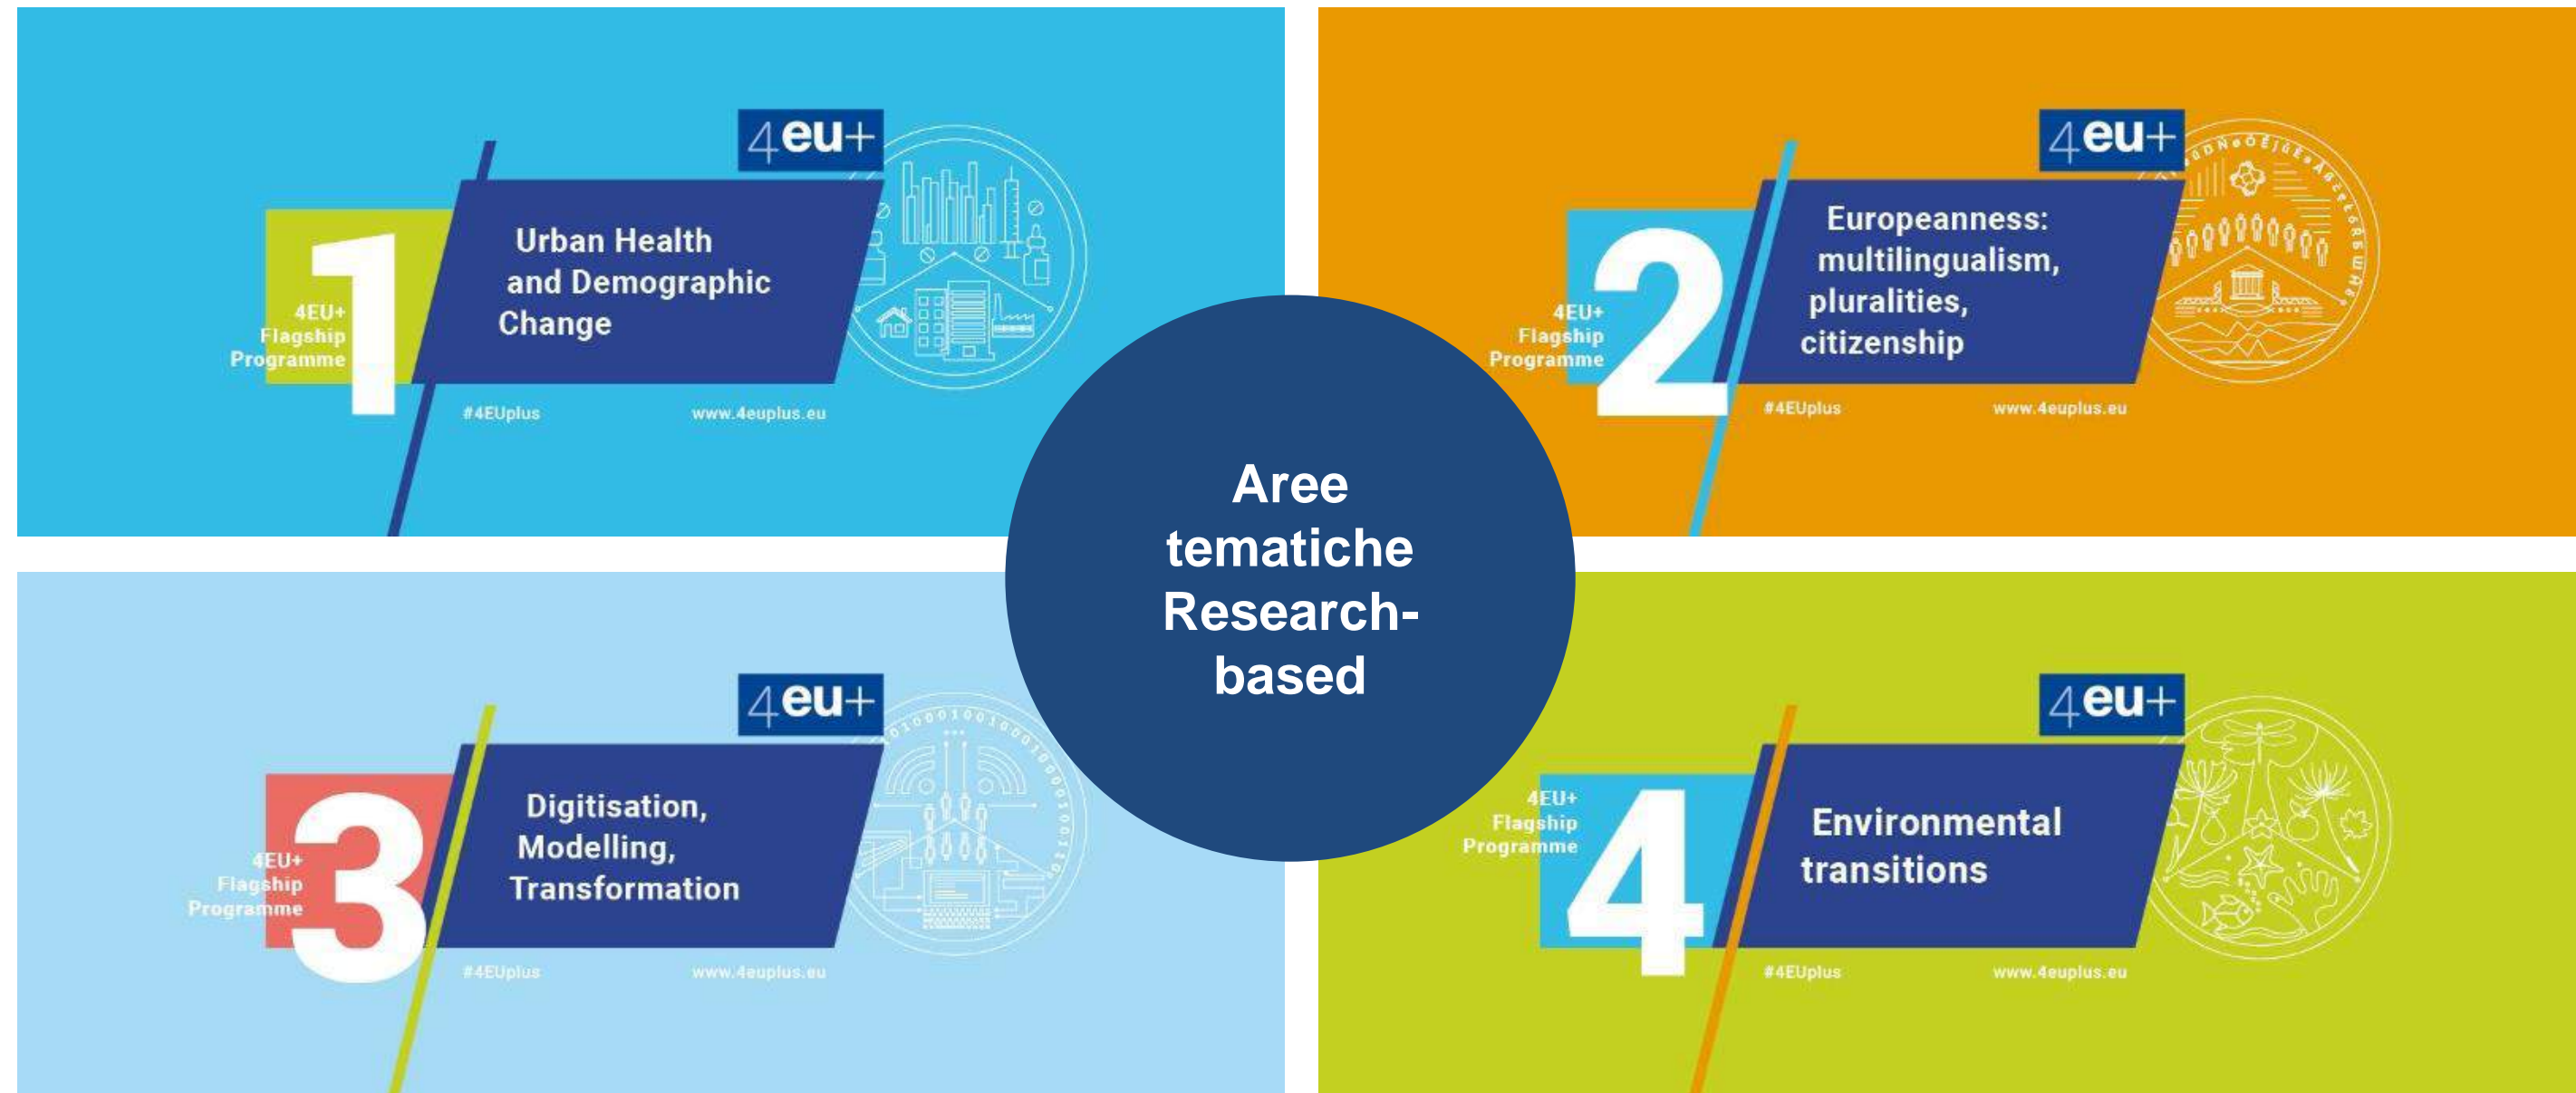 4eu+
1
Urban Health
and Demographic
Change
4EU+
Flagship
Programme
#4EUplus www.4euplus.eu
4eu+
2
Europeanness:
multilingualism,
pluralities,
citizenship
4EU+
Flagship
Programme
#4EUplus www.4euplus.eu
Aree
tematiche
Research-
based
4eu+
3
Digitisation,
Modelling,
Transformation
4EU+
Flagship
Programme
#4EUplus www.4euplus.eu
4eu+
4
Environmental
transitions
4EU+
Flagship
Programme
#4EUplus www.4euplus.eu